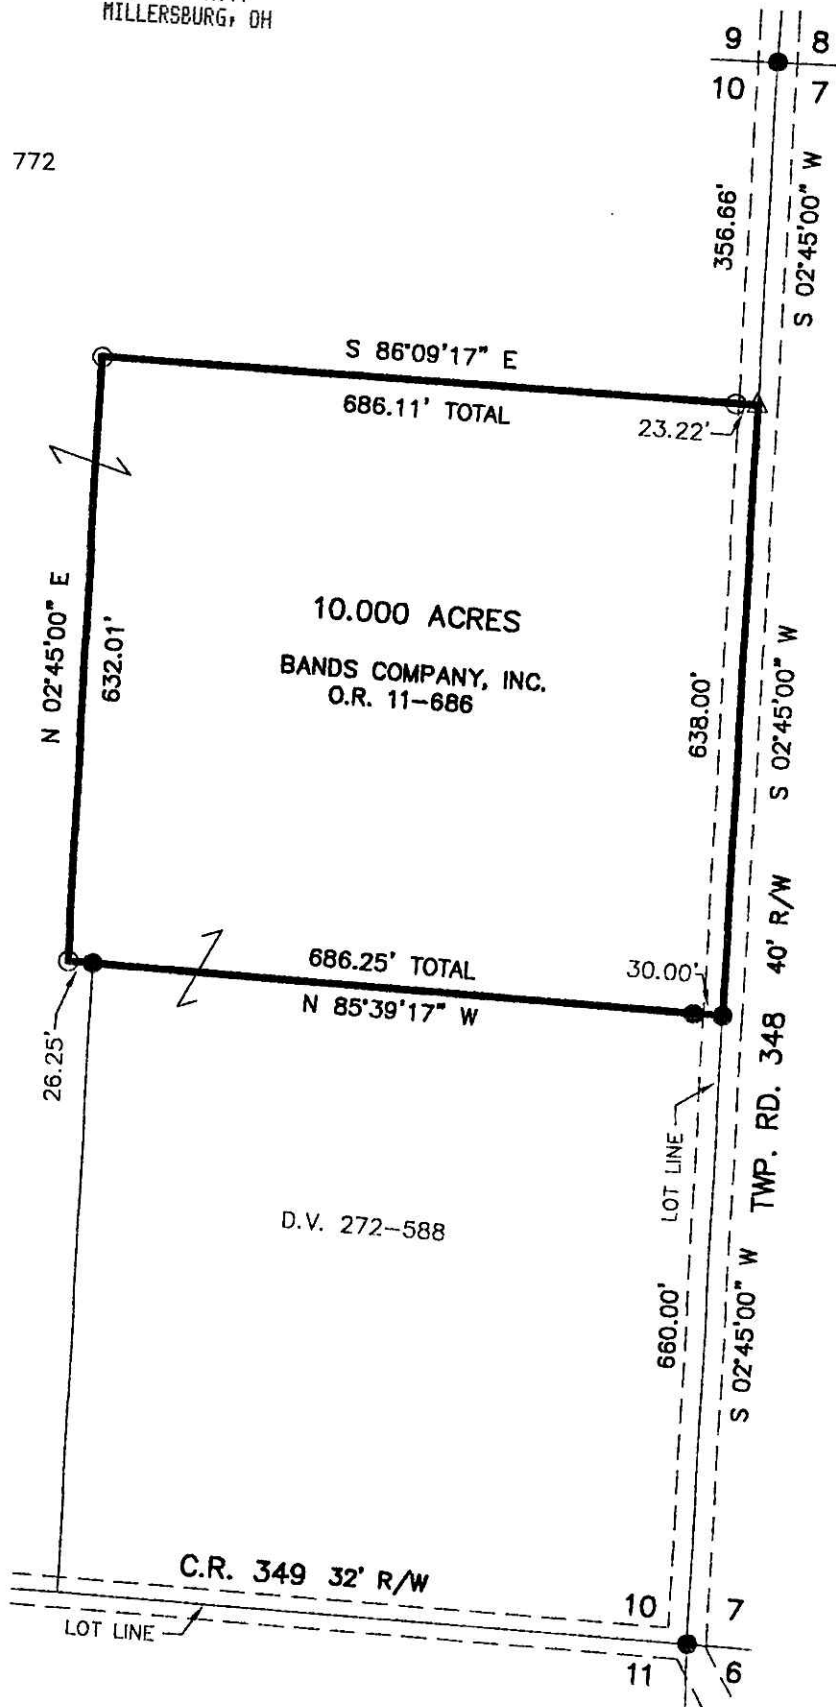 MILLERSBURG, OH
9 8
10 7
772
356.66'
S 02°45'00" W
S 86°09'17" E
686.11' TOTAL
23.22'
N 02°45'00" E
632.01'
10.000 ACRES
BANDS COMPANY, INC.
O.R. 11-686
638.00'
S 02°45'00" W
686.25' TOTAL
N 85°39'17" W
30.00'
26.25'
TWP. RD. 348 40' R/W
LOT LINE
D.V. 272-588
660.00'
S 02°45'00" W
C.R. 349 32' R/W
LOT LINE
10 7
11 6